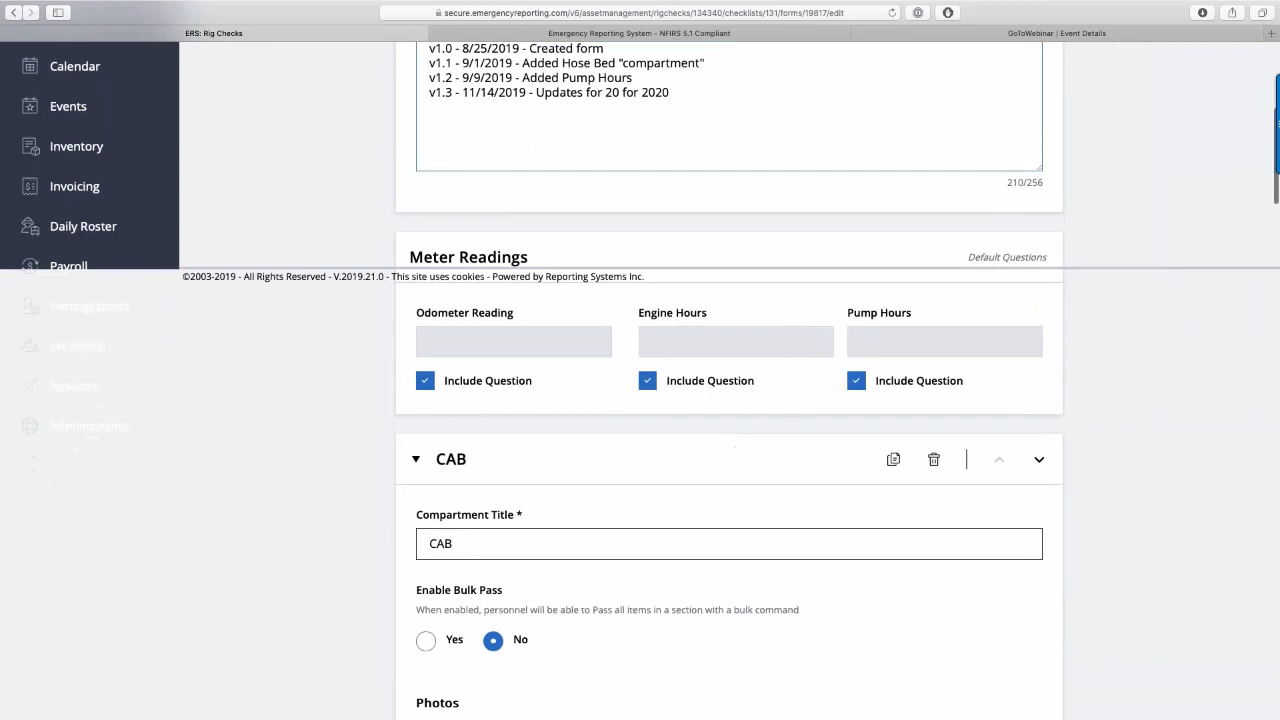 secure.emergencyreporting.com/v6/assetmanagement/rigchecks/134340/checklists/131/forms/19817/edit
ERS: Rig Checks
Emergency Reporting System - NFIRS 5.1 Compliant
GoToWebinar | Event Details
Calendar
Events
Inventory
Invoicing
Daily Roster
Payroll
v1.0 - 8/25/2019 - Created form
v1.1 - 9/1/2019 - Added Hose Bed "compartment"
v1.2 - 9/9/2019 - Added Pump Hours
v1.3 - 11/14/2019 - Updates for 20 for 2020
210/256
Meter Readings
Default Questions
©2003-2019 - All Rights Reserved - V.2019.21.0 - This site uses cookies - Powered by Reporting Systems Inc.
Odometer Reading
Engine Hours
Pump Hours
Include Question
Include Question
Include Question
CAB
Compartment Title *
CAB
Enable Bulk Pass
When enabled, personnel will be able to Pass all items in a section with a bulk command
Yes
No
Photos